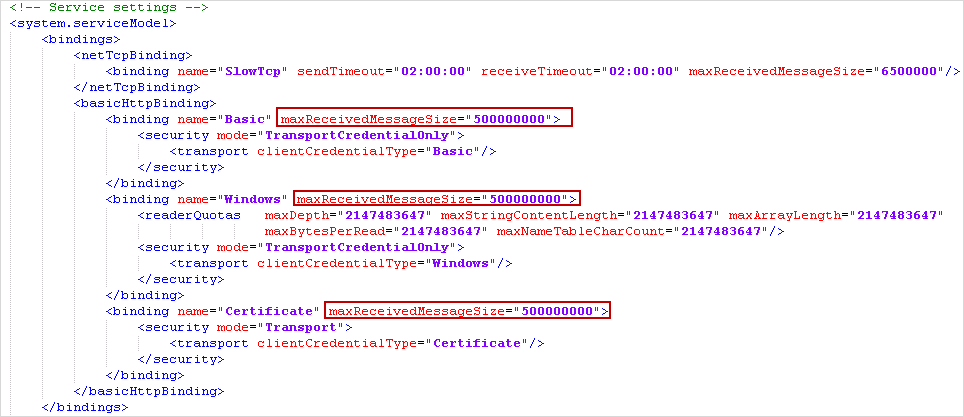 <!-- Service settings -->
<system.serviceModel>
<bindings>
<netTcpBinding>
<binding name="SlowTcp" sendTimeout="02:00:00" receiveTimeout="02:00:00" maxReceivedMessageSize="6500000"/>
</netTcpBinding>
<basicHttpBinding>
<binding name="Basic" maxReceivedMessageSize="500000000">
<security mode="TransportCredentialOnly">
<transport clientCredentialType="Basic"/>
</security>
</binding>
<binding name="Windows" maxReceivedMessageSize="500000000">
<readerQuotas maxDepth="2147483647" maxStringContentLength="2147483647" maxArrayLength="2147483647"
maxBytesPerRead="2147483647" maxNameTableCharCount="2147483647"/>
<security mode="TransportCredentialOnly">
<transport clientCredentialType="Windows"/>
</security>
</binding>
<binding name="Certificate" maxReceivedMessageSize="500000000">
<security mode="Transport">
<transport clientCredentialType="Certificate"/>
</security>
</binding>
</basicHttpBinding>
</bindings>